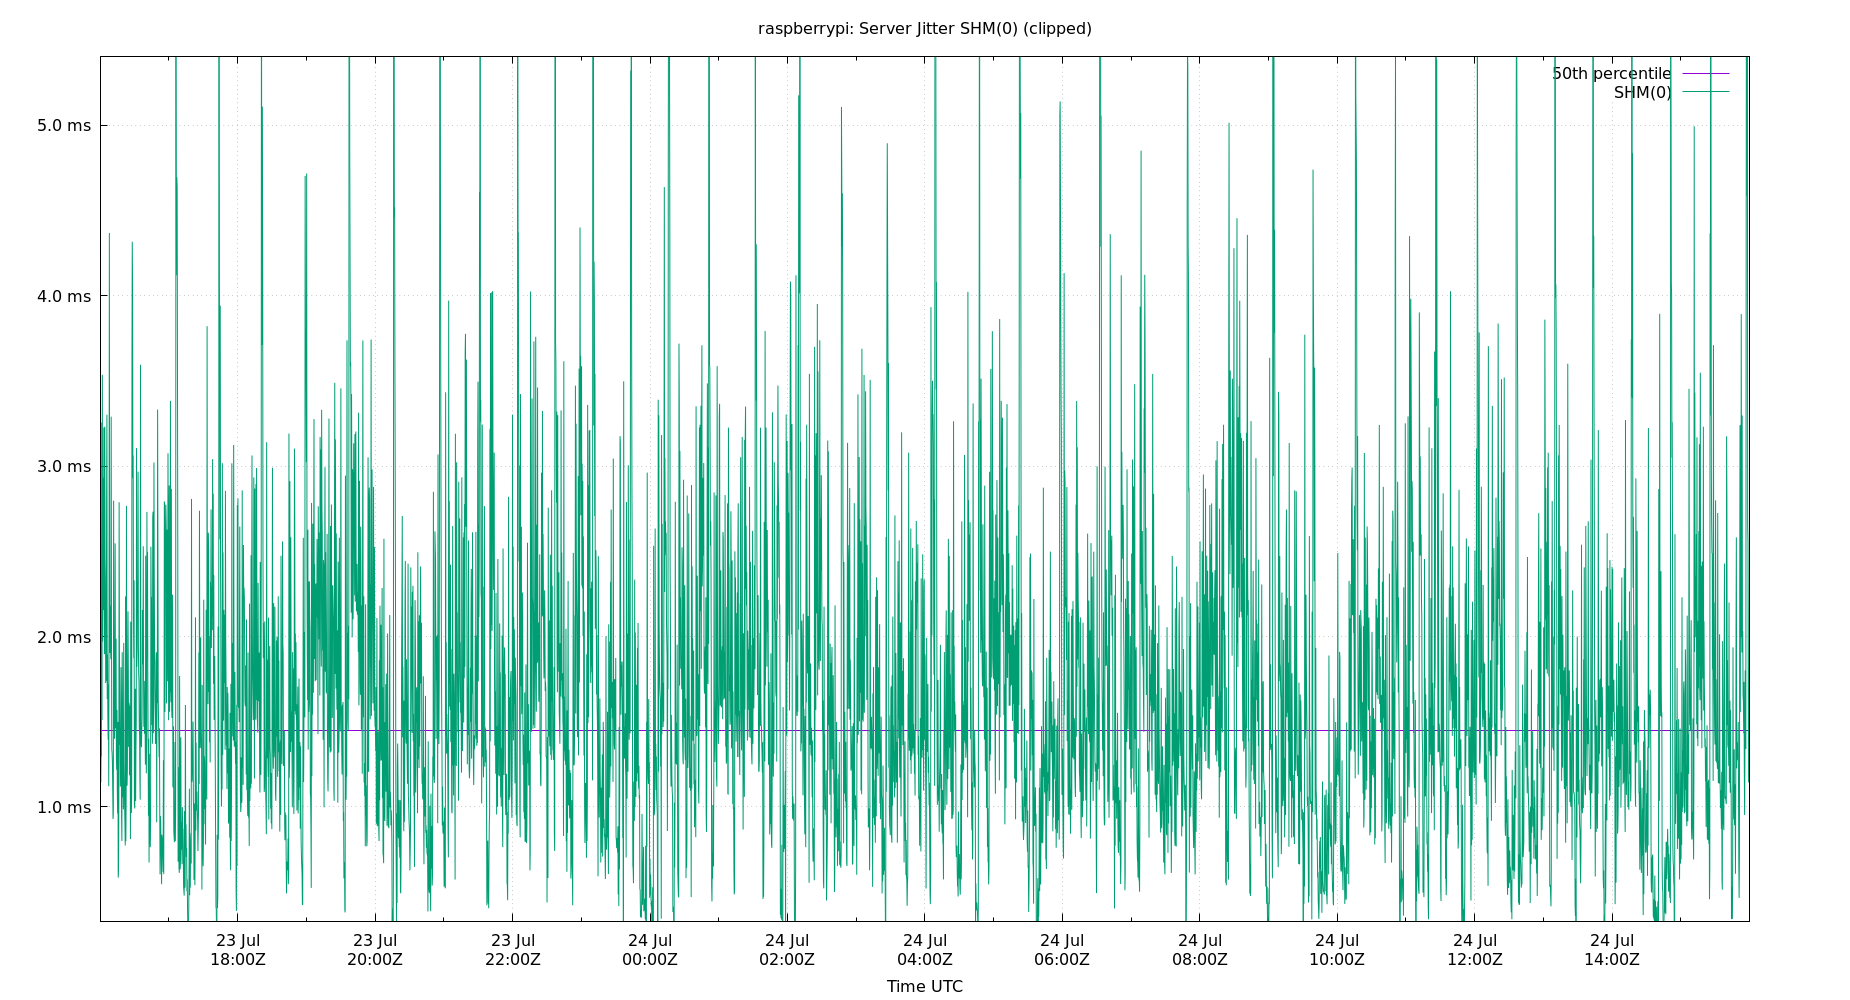 raspberrypi: Server Jitter SHM(0) (clipped)
50th percentile
SHM(0)
5.0 ms
4.0 ms
3.0 ms
2.0 ms
1.0 ms
23 Jul 23 Jul 23 Jul 24 Jul 24 Jul 24 Jul 24 Jul 24 Jul 24 Jul 24 Jul 24 Jul
18:00Z 20:00Z 22:00Z 00:00Z 02:00Z 04:00Z 06:00Z 08:00Z 10:00Z 12:00Z 14:00Z
Time UTC